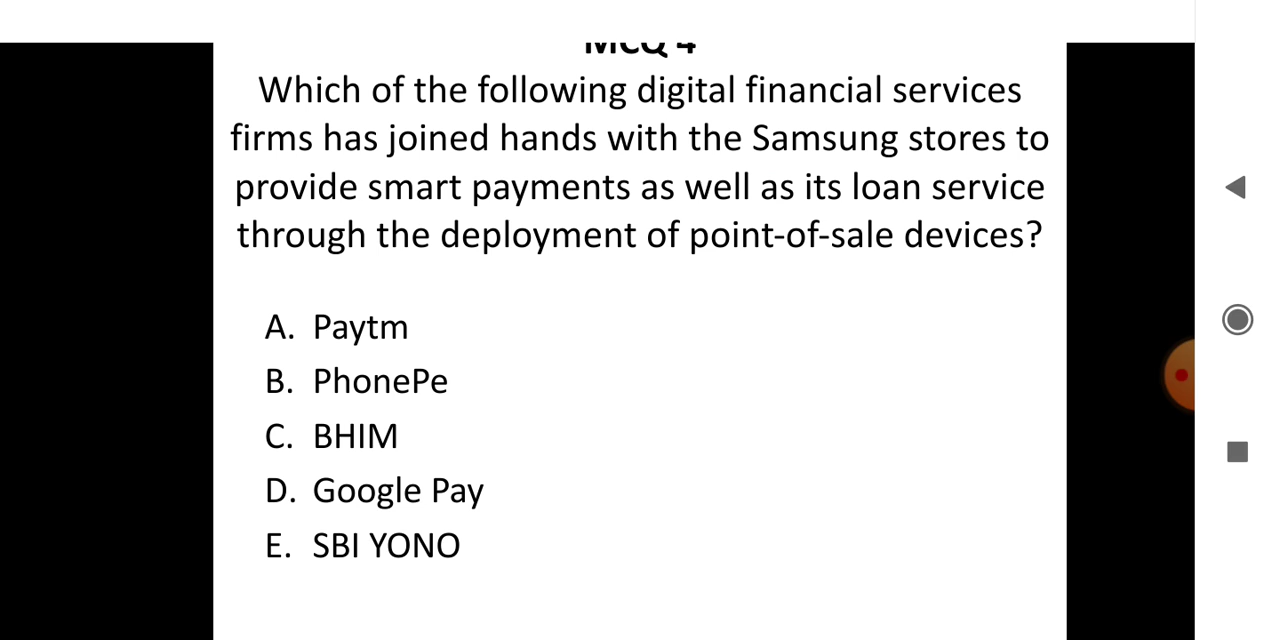 MCQ 4
Which of the following digital financial services
firms has joined hands with the Samsung stores to
provide smart payments as well as its loan service
through the deployment of point-of-sale devices?
A. Paytm
B. PhonePe
C. BHIM
D. Google Pay
E. SBI YONO